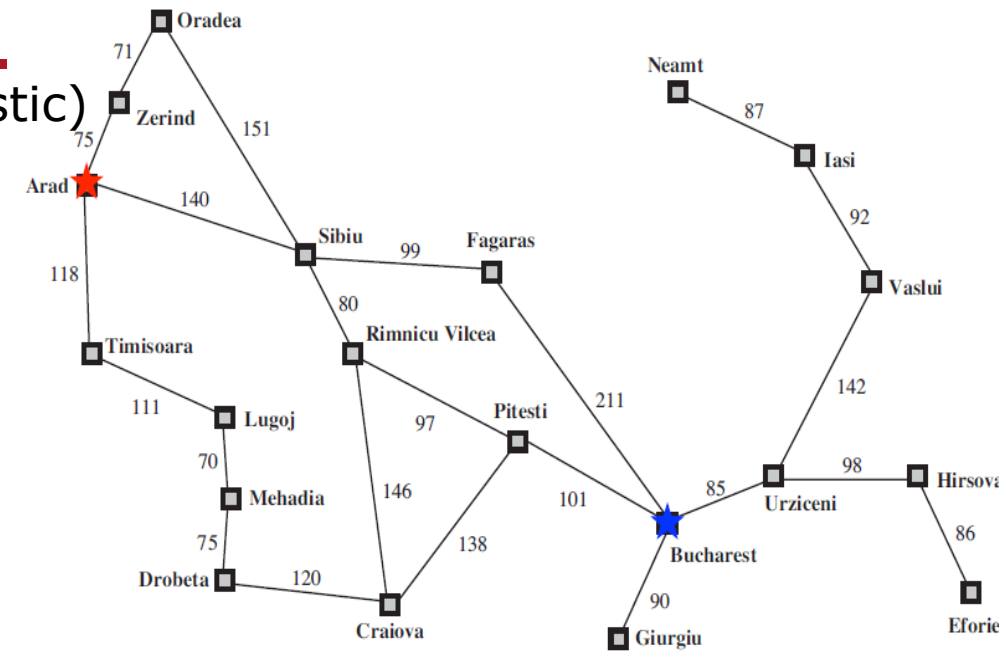 Oradea
71
Neamt
stic)
Zerind
87
75
151
Iasi
Arad
140
92
Sibiu
Fagaras
99
118
Vaslui
80
Rimnicu Vilcea
Timisoara
142
111
211
Pitesti
Lugoj
97
70
98
146
85
Hirsova
Mehadia
101
Urziceni
75
138
86
Bucharest
Drobeta
120
90
Craiova
Giurgiu
Eforie